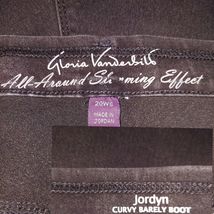 Gloria Vanderbilt
All-Around Sli ming Effect
20WS
MADE IN
JORDAN
Jordyn
CURVY BARELY BOOT